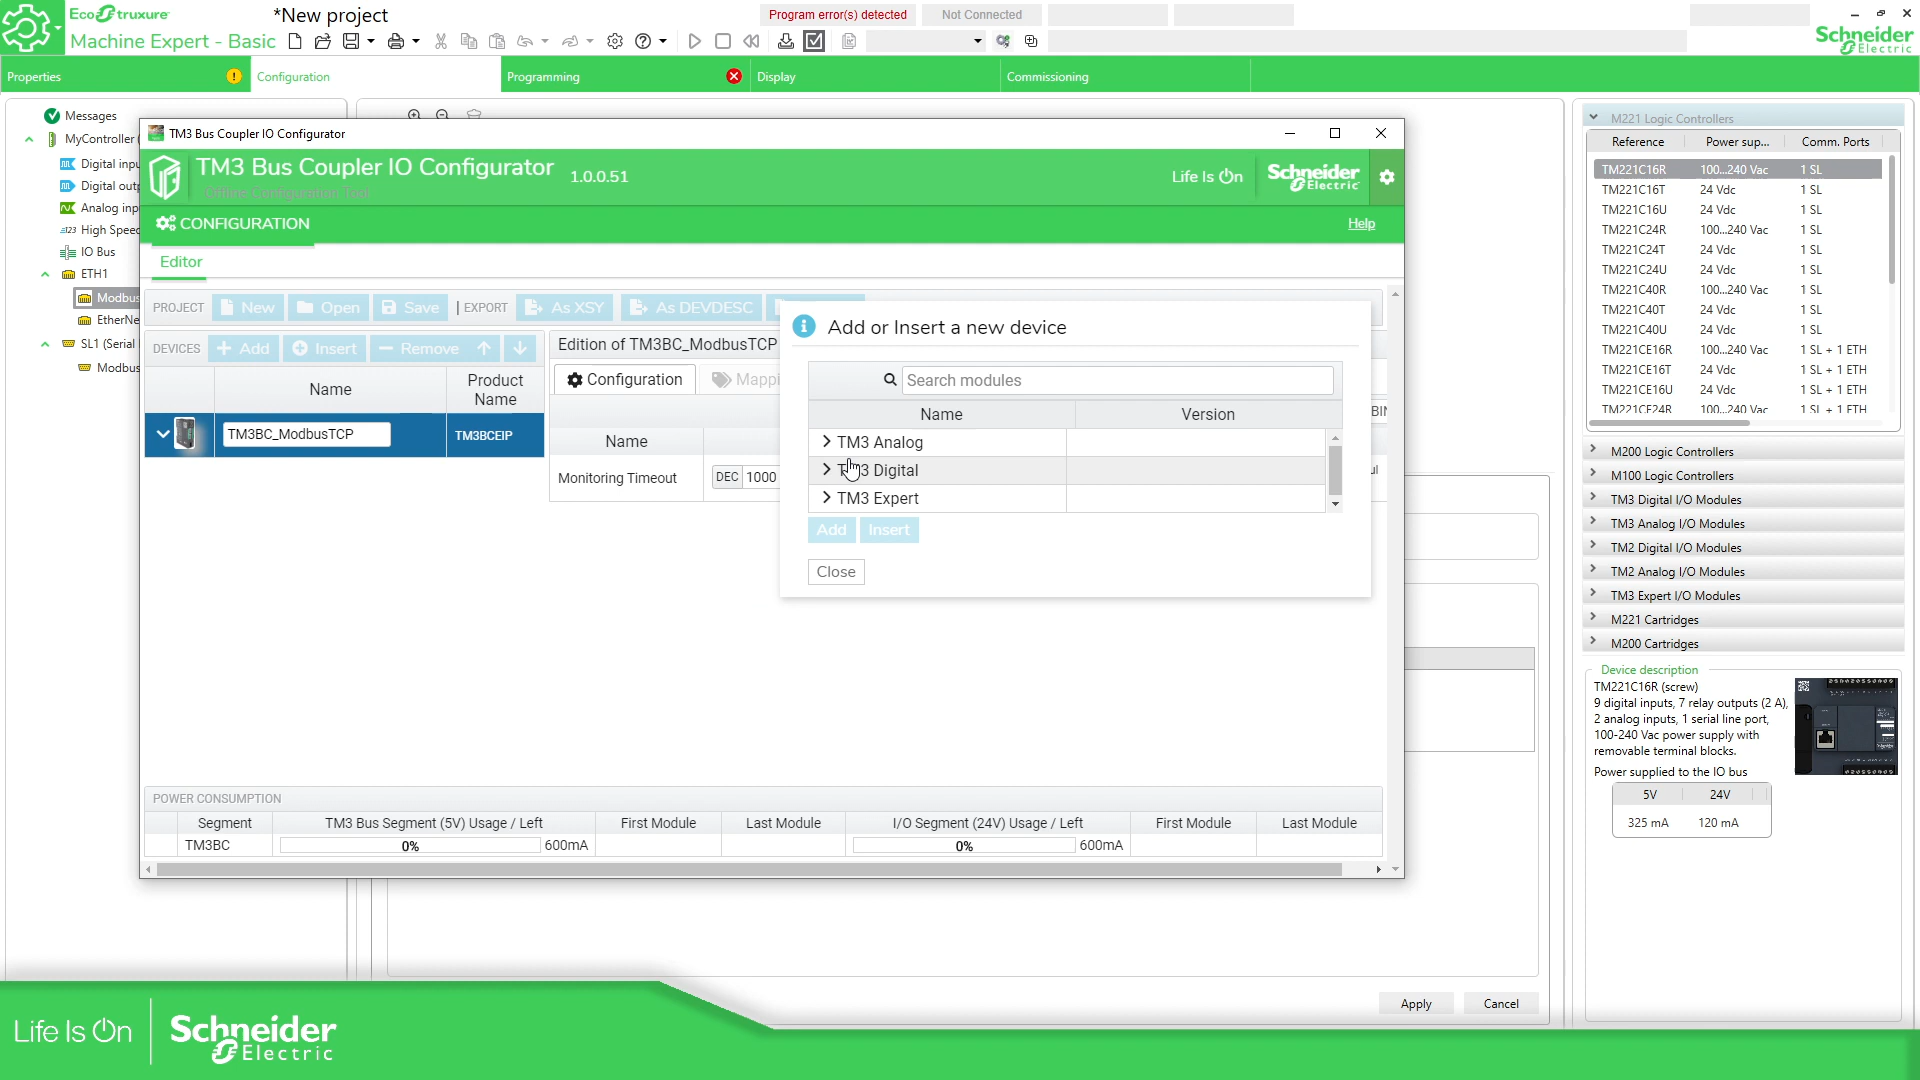 EcoStruxure
Machine Expert - Basic
*New project
Program error(s) detected
Not Connected
Schneider
Electric
Properties
Configuration
Programming
Display
Commissioning
Messages
MyController
Digital inpu
Digital outp
Analog inp
High Speed
IO Bus
ETH1
Modbus
EtherNe
SL1 (Serial
Modbus
TM3 Bus Coupler IO Configurator
TM3 Bus Coupler IO Configurator 1.0.0.51
Offline Configuration Tool
Life Is On
Schneider
Electric
CONFIGURATION
Help
Editor
PROJECT New Open Save | EXPORT As XSY As DEVDESC
DEVICES Add Insert Remove
Name Product Name
TM3BC_ModbusTCP TM3BCEIP
Edition of TM3BC_ModbusTCP
Configuration Mappi
BIN
Name
Monitoring Timeout DEC 1000
Add or Insert a new device
Search modules
Name Version
TM3 Analog
TM3 Digital
TM3 Expert
Add Insert
Close
POWER CONSUMPTION
Segment TM3 Bus Segment (5V) Usage / Left First Module Last Module I/O Segment (24V) Usage / Left First Module Last Module
TM3BC 0% 600mA 0% 600mA
Apply Cancel
M221 Logic Controllers
Reference Power sup... Comm. Ports
TM221C16R 100...240 Vac 1 SL
TM221C16T 24 Vdc 1 SL
TM221C16U 24 Vdc 1 SL
TM221C24R 100...240 Vac 1 SL
TM221C24T 24 Vdc 1 SL
TM221C24U 24 Vdc 1 SL
TM221C40R 100...240 Vac 1 SL
TM221C40T 24 Vdc 1 SL
TM221C40U 24 Vdc 1 SL
TM221CE16R 100...240 Vac 1 SL + 1 ETH
TM221CE16T 24 Vdc 1 SL + 1 ETH
TM221CE16U 24 Vdc 1 SL + 1 ETH
TM221CE24R 100...240 Vac 1 SL + 1 ETH
M200 Logic Controllers
M100 Logic Controllers
TM3 Digital I/O Modules
TM3 Analog I/O Modules
TM2 Digital I/O Modules
TM2 Analog I/O Modules
TM3 Expert I/O Modules
M221 Cartridges
M200 Cartridges
Device description
TM221C16R (screw)
9 digital inputs, 7 relay outputs (2 A),
2 analog inputs, 1 serial line port,
100-240 Vac power supply with
removable terminal blocks.
Power supplied to the IO bus
5V 24V
325 mA 120 mA
Life Is On
Schneider
Electric